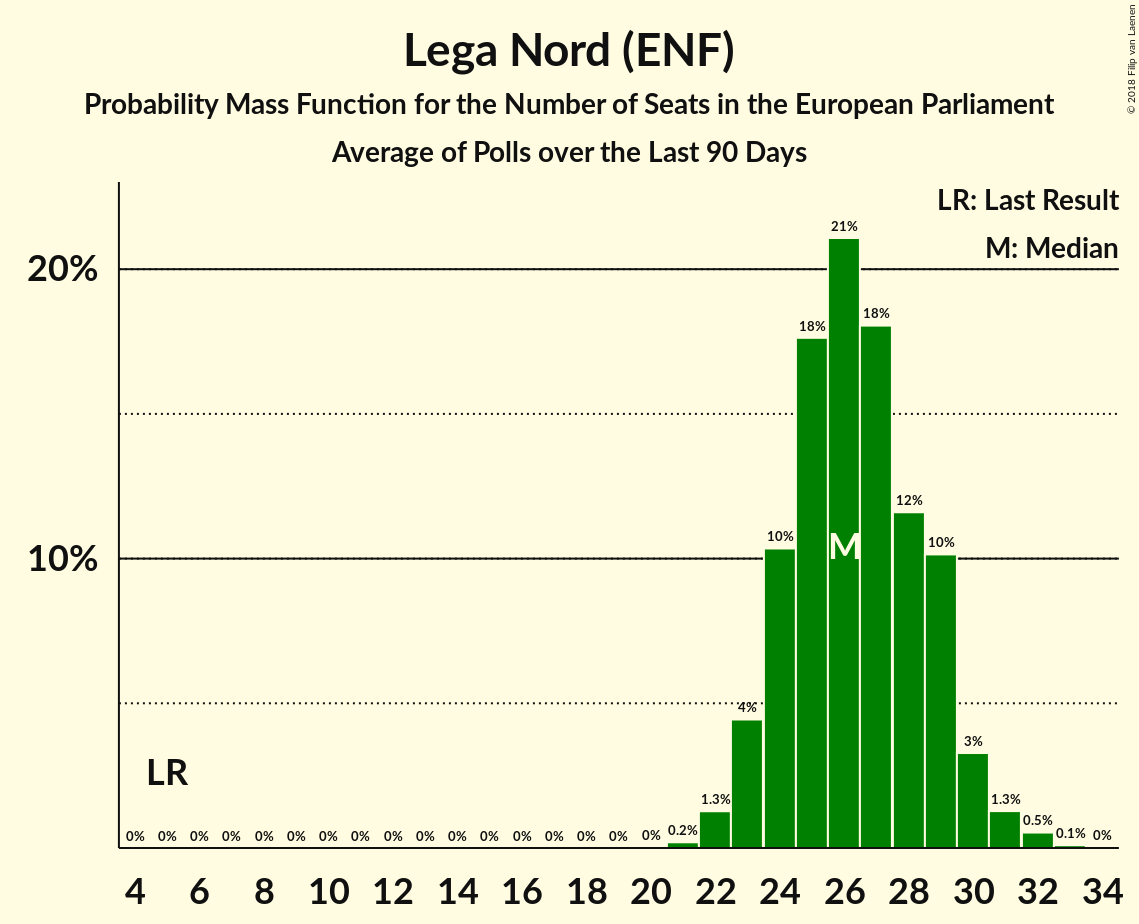 Lega Nord (ENF)
Probability Mass Function for the Number of Seats in the European Parliament
Average of Polls over the Last 90 Days
© 2018 Filip van Laenen
LR: Last Result
M: Median
20%
10%
21%
18%
18%
12%
10%
10%
M
4%
3%
LR
1.3%
1.3%
0.5%
0% 0% 0% 0% 0% 0% 0% 0% 0% 0% 0% 0% 0% 0% 0% 0% 0% 0.2% 0.1% 0%
4 6 8 10 12 14 16 18 20 22 24 26 28 30 32 34